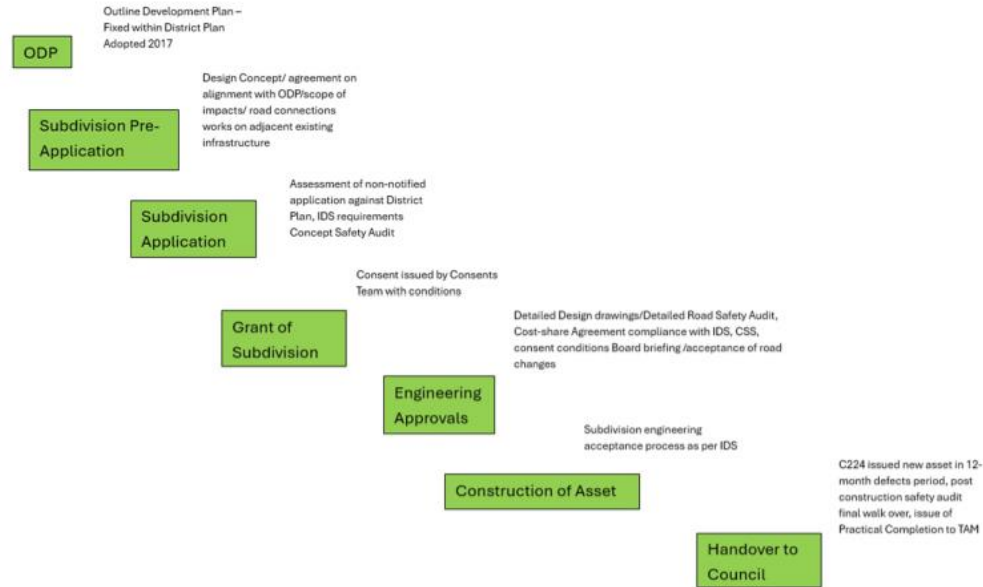 Outline Development Plan –
Fixed within District Plan
Adopted 2017
ODP
Design Concept/ agreement on
alignment with ODP/scope of
impacts/ road connections
works on adjacent existing
infrastructure
Subdivision Pre-
Application
Assessment of non-notified
application against District
Plan, IDS requirements
Concept Safety Audit
Subdivision
Application
Consent issued by Consents
Team with conditions
Grant of
Subdivision
Detailed Design drawings/Detailed Road Safety Audit,
Cost-share Agreement compliance with IDS, CSS,
consent conditions Board briefing /acceptance of road
changes
Engineering
Approvals
Subdivision engineering
acceptance process as per IDS
Construction of Asset
C224 issued new asset in 12-
month defects period, post
construction safety audit
final walk over, issue of
Practical Completion to TAM
Handover to
Council